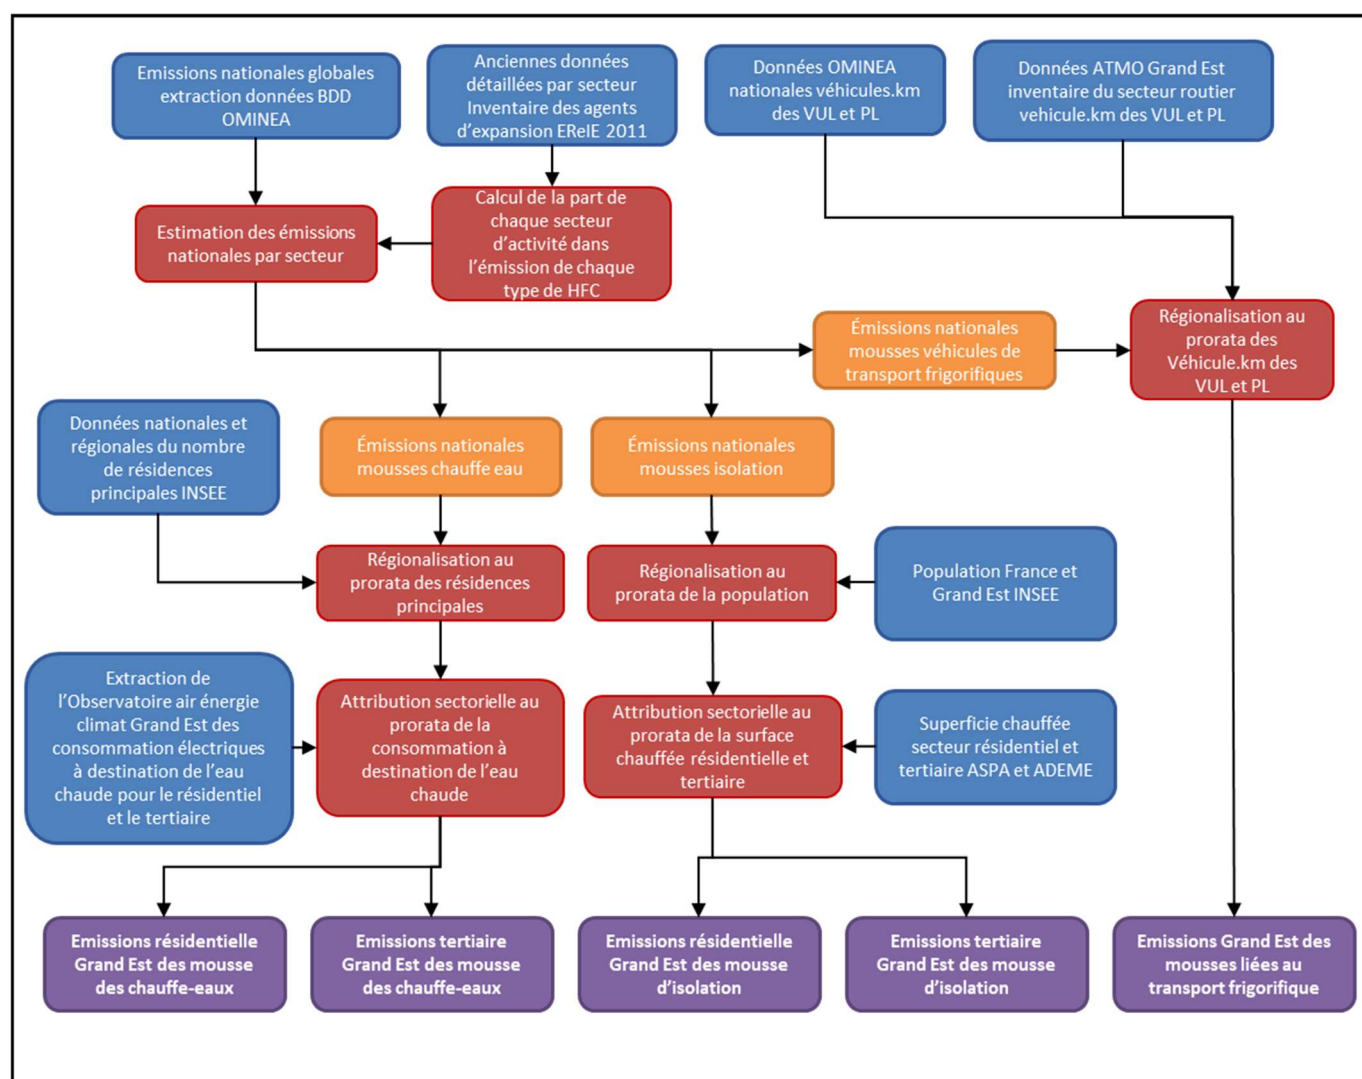 Emissions nationales globales
extraction données BDD
OMINEA
Anciennes données
détaillées par secteur
Inventaire des agents
d'expansion EReIE 2011
Données OMINEA
nationales véhicules.km
des VUL et PL
Données ATMO Grand Est
inventaire du secteur routier
vehicule.km des VUL et PL
Estimation des émissions
nationales par secteur
Calcul de la part de
chaque secteur
d'activité dans
l'émission de chaque
type de HFC
Émissions nationales
mousses véhicules de
transport frigorifiques
Régionalisation au
prorata des
Véhicule.km des
VUL et PL
Données nationales et
régionales du nombre
de résidences
principales INSEE
Émissions nationales
mousses chauffe eau
Émissions nationales
mousses isolation
Régionalisation au
prorata des résidences
principales
Régionalisation au
prorata de la population
Population France et
Grand Est INSEE
Extraction de
l'Observatoire air énergie
climat Grand Est des
consommation électriques
à destination de l'eau
chaude pour le résidentiel
et le tertiaire
Attribution sectorielle au
prorata de la
consommation à
destination de l'eau
chaude
Attribution sectorielle au
prorata de la surface
chauffée résidentielle et
tertiaire
Superficie chauffée
secteur résidentiel et
tertiaire ASPA et ADEME
Emissions résidentielle
Grand Est des mousse
des chauffe-eaux
Emissions tertiaire
Grand Est des mousse
des chauffe-eaux
Emissions résidentielle
Grand Est des mousse
d'isolation
Emissions tertiaire
Grand Est des mousse
d'isolation
Emissions Grand Est des
mousses liées au
transport frigorifique